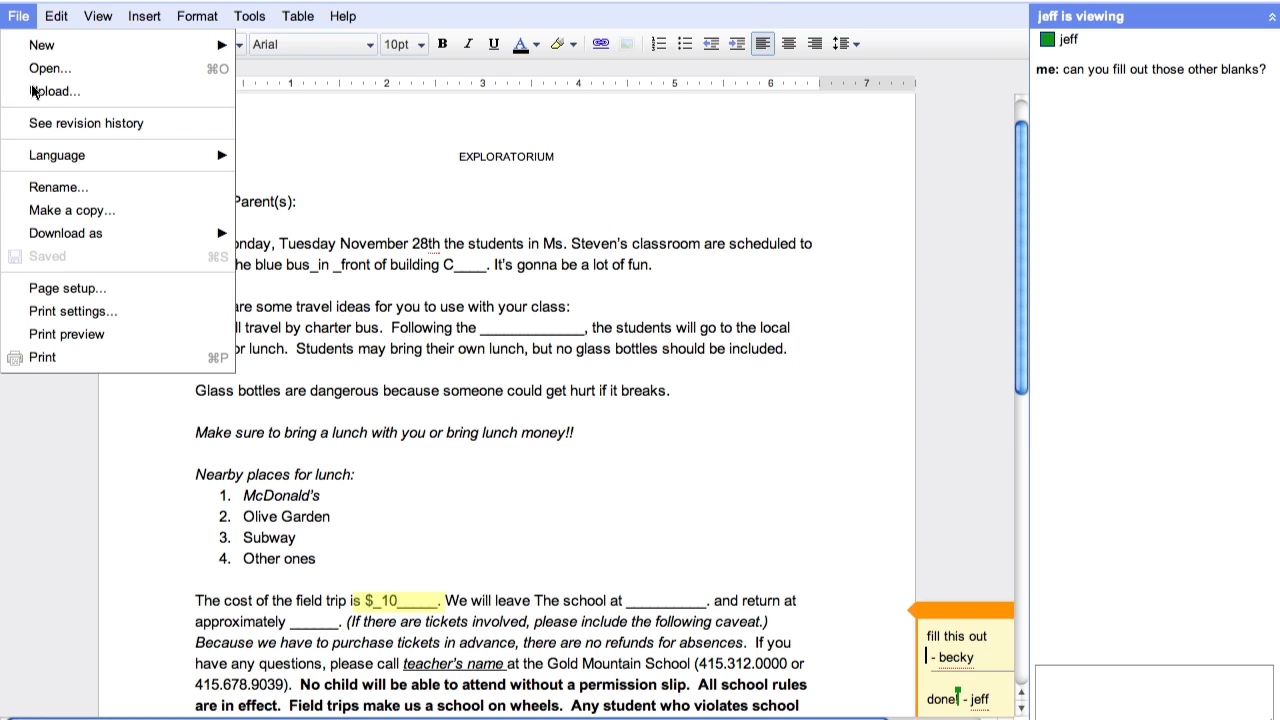 File Edit View Insert Format Tools Table Help
jeff is viewing
New
Open... ⌘O
Upload...
See revision history
Language
Rename...
Make a copy...
Download as
Saved ⌘S
Page setup...
Print settings...
Print preview
Print ⌘P
Arial 10pt B I U A
1 2 3 4 5 6 7
jeff
me: can you fill out those other blanks?
EXPLORATORIUM
Parent(s):
onday, Tuesday November 28th the students in Ms. Steven's classroom are scheduled to
he blue bus_in _front of building C____. It's gonna be a lot of fun.
are some travel ideas for you to use with your class:
ll travel by charter bus. Following the _____________, the students will go to the local
or lunch. Students may bring their own lunch, but no glass bottles should be included.
Glass bottles are dangerous because someone could get hurt if it breaks.
Make sure to bring a lunch with you or bring lunch money!!
Nearby places for lunch:
1. McDonald's
2. Olive Garden
3. Subway
4. Other ones
The cost of the field trip is $_10_____. We will leave The school at __________. and return at
approximately ______. (If there are tickets involved, please include the following caveat.)
Because we have to purchase tickets in advance, there are no refunds for absences. If you
have any questions, please call teacher's name at the Gold Mountain School (415.312.0000 or
415.678.9039). No child will be able to attend without a permission slip. All school rules
are in effect. Field trips make us a school on wheels. Any student who violates school
fill this out
- becky
done! - jeff